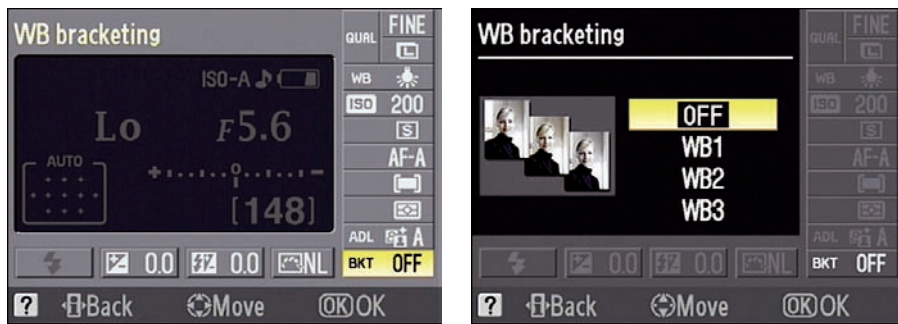 WB bracketing
QUAL FINE
L
ISO-A
WB
ISO 200
Lo F5.6
S
AUTO
AF-A
[148]
ADL A
0.0 0.0 NL BKT OFF
? Back Move OK OK
WB bracketing
QUAL FINE
L
WB
OFF
ISO 200
WB1
S
AF-A
WB2
WB3
ADL A
0.0 0.0 NL BKT OFF
? Back Move OK OK